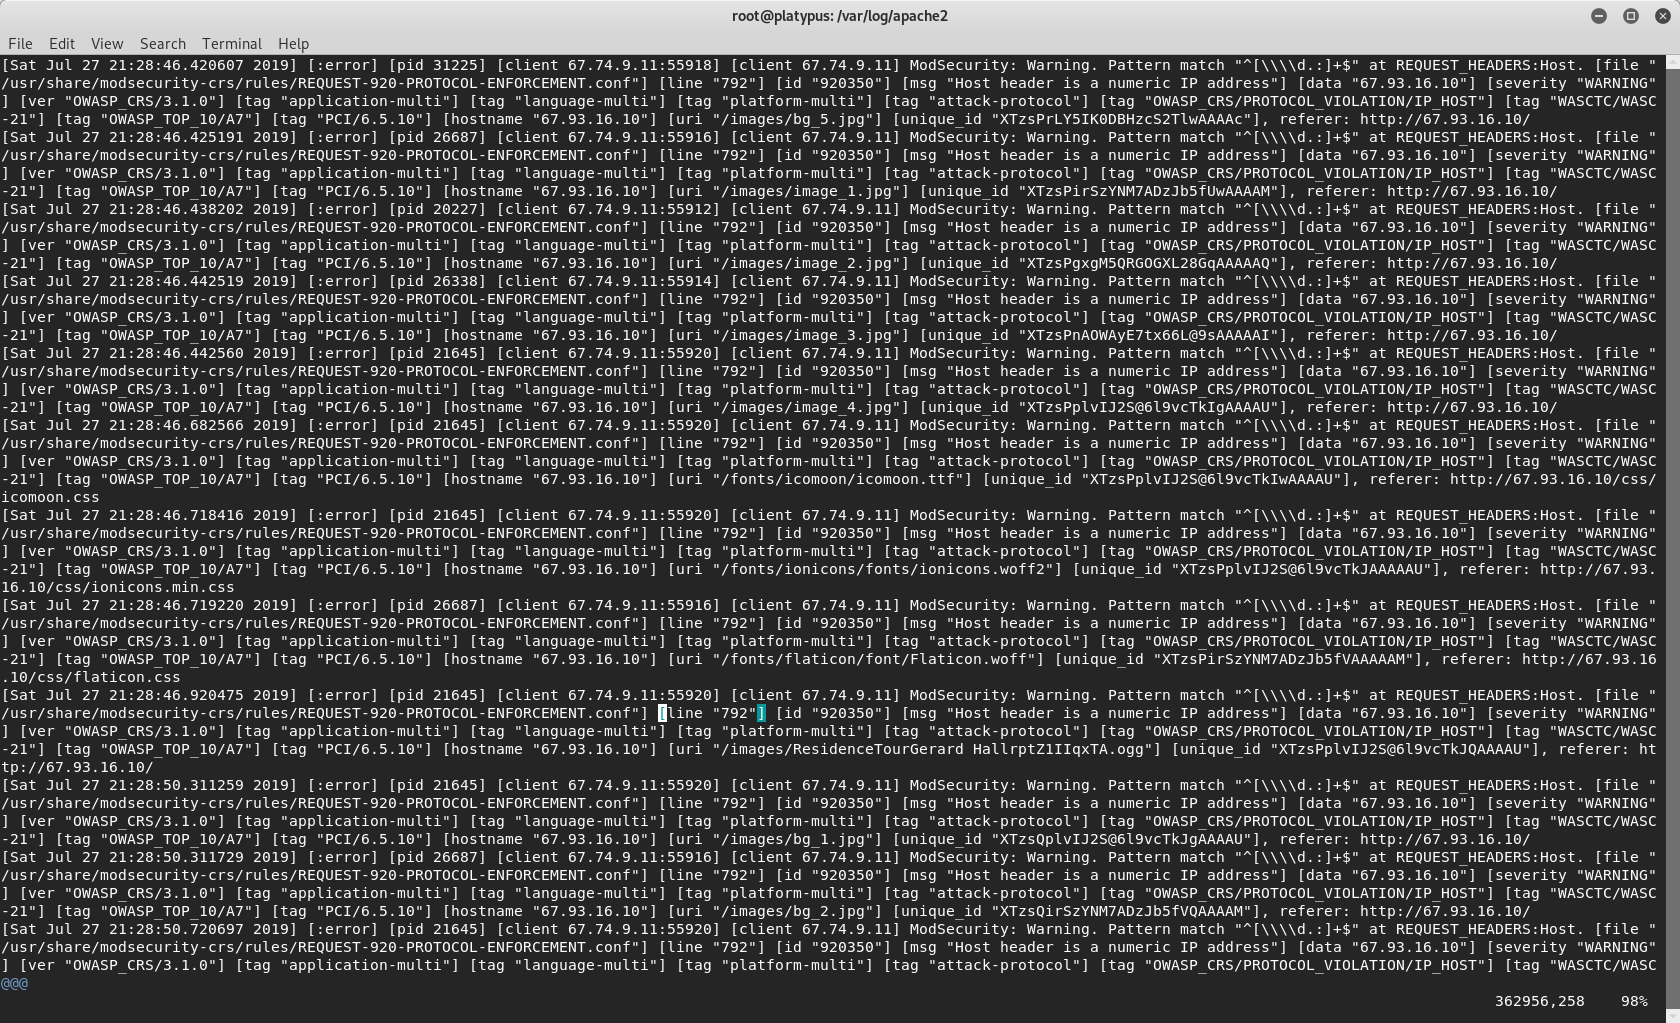 root@platypus: /var/log/apache2
File Edit View Search Terminal Help
[Sat Jul 27 21:28:46.420607 2019] [:error] [pid 31225] [client 67.74.9.11:55918] [client 67.74.9.11] ModSecurity: Warning. Pattern match "^[\\\\d.:]+$" at REQUEST_HEADERS:Host. [file "
/usr/share/modsecurity-crs/rules/REQUEST-920-PROTOCOL-ENFORCEMENT.conf"] [line "792"] [id "920350"] [msg "Host header is a numeric IP address"] [data "67.93.16.10"] [severity "WARNING"
] [ver "OWASP_CRS/3.1.0"] [tag "application-multi"] [tag "language-multi"] [tag "platform-multi"] [tag "attack-protocol"] [tag "OWASP_CRS/PROTOCOL_VIOLATION/IP_HOST"] [tag "WASCTC/WASC
-21"] [tag "OWASP_TOP_10/A7"] [tag "PCI/6.5.10"] [hostname "67.93.16.10"] [uri "/images/bg_5.jpg"] [unique_id "XTzsPrLY5IK0DBHzcS2TlwAAAAc"], referer: http://67.93.16.10/
[Sat Jul 27 21:28:46.425191 2019] [:error] [pid 26687] [client 67.74.9.11:55916] [client 67.74.9.11] ModSecurity: Warning. Pattern match "^[\\\\d.:]+$" at REQUEST_HEADERS:Host. [file "
/usr/share/modsecurity-crs/rules/REQUEST-920-PROTOCOL-ENFORCEMENT.conf"] [line "792"] [id "920350"] [msg "Host header is a numeric IP address"] [data "67.93.16.10"] [severity "WARNING"
] [ver "OWASP_CRS/3.1.0"] [tag "application-multi"] [tag "language-multi"] [tag "platform-multi"] [tag "attack-protocol"] [tag "OWASP_CRS/PROTOCOL_VIOLATION/IP_HOST"] [tag "WASCTC/WASC
-21"] [tag "OWASP_TOP_10/A7"] [tag "PCI/6.5.10"] [hostname "67.93.16.10"] [uri "/images/image_1.jpg"] [unique_id "XTzsPirSzYNM7ADzJb5fUwAAAAM"], referer: http://67.93.16.10/
[Sat Jul 27 21:28:46.438202 2019] [:error] [pid 20227] [client 67.74.9.11:55912] [client 67.74.9.11] ModSecurity: Warning. Pattern match "^[\\\\d.:]+$" at REQUEST_HEADERS:Host. [file "
/usr/share/modsecurity-crs/rules/REQUEST-920-PROTOCOL-ENFORCEMENT.conf"] [line "792"] [id "920350"] [msg "Host header is a numeric IP address"] [data "67.93.16.10"] [severity "WARNING"
] [ver "OWASP_CRS/3.1.0"] [tag "application-multi"] [tag "language-multi"] [tag "platform-multi"] [tag "attack-protocol"] [tag "OWASP_CRS/PROTOCOL_VIOLATION/IP_HOST"] [tag "WASCTC/WASC
-21"] [tag "OWASP_TOP_10/A7"] [tag "PCI/6.5.10"] [hostname "67.93.16.10"] [uri "/images/image_2.jpg"] [unique_id "XTzsPgxgM5QRGOGXL28GqAAAAAQ"], referer: http://67.93.16.10/
[Sat Jul 27 21:28:46.442519 2019] [:error] [pid 26338] [client 67.74.9.11:55914] [client 67.74.9.11] ModSecurity: Warning. Pattern match "^[\\\\d.:]+$" at REQUEST_HEADERS:Host. [file "
/usr/share/modsecurity-crs/rules/REQUEST-920-PROTOCOL-ENFORCEMENT.conf"] [line "792"] [id "920350"] [msg "Host header is a numeric IP address"] [data "67.93.16.10"] [severity "WARNING"
] [ver "OWASP_CRS/3.1.0"] [tag "application-multi"] [tag "language-multi"] [tag "platform-multi"] [tag "attack-protocol"] [tag "OWASP_CRS/PROTOCOL_VIOLATION/IP_HOST"] [tag "WASCTC/WASC
-21"] [tag "OWASP_TOP_10/A7"] [tag "PCI/6.5.10"] [hostname "67.93.16.10"] [uri "/images/image_3.jpg"] [unique_id "XTzsPnAOWAyE7tx66L@9sAAAAAI"], referer: http://67.93.16.10/
[Sat Jul 27 21:28:46.442560 2019] [:error] [pid 21645] [client 67.74.9.11:55920] [client 67.74.9.11] ModSecurity: Warning. Pattern match "^[\\\\d.:]+$" at REQUEST_HEADERS:Host. [file "
/usr/share/modsecurity-crs/rules/REQUEST-920-PROTOCOL-ENFORCEMENT.conf"] [line "792"] [id "920350"] [msg "Host header is a numeric IP address"] [data "67.93.16.10"] [severity "WARNING"
] [ver "OWASP_CRS/3.1.0"] [tag "application-multi"] [tag "language-multi"] [tag "platform-multi"] [tag "attack-protocol"] [tag "OWASP_CRS/PROTOCOL_VIOLATION/IP_HOST"] [tag "WASCTC/WASC
-21"] [tag "OWASP_TOP_10/A7"] [tag "PCI/6.5.10"] [hostname "67.93.16.10"] [uri "/images/image_4.jpg"] [unique_id "XTzsPplvIJ2S@6l9vcTkIgAAAAU"], referer: http://67.93.16.10/
[Sat Jul 27 21:28:46.682566 2019] [:error] [pid 21645] [client 67.74.9.11:55920] [client 67.74.9.11] ModSecurity: Warning. Pattern match "^[\\\\d.:]+$" at REQUEST_HEADERS:Host. [file "
/usr/share/modsecurity-crs/rules/REQUEST-920-PROTOCOL-ENFORCEMENT.conf"] [line "792"] [id "920350"] [msg "Host header is a numeric IP address"] [data "67.93.16.10"] [severity "WARNING"
] [ver "OWASP_CRS/3.1.0"] [tag "application-multi"] [tag "language-multi"] [tag "platform-multi"] [tag "attack-protocol"] [tag "OWASP_CRS/PROTOCOL_VIOLATION/IP_HOST"] [tag "WASCTC/WASC
-21"] [tag "OWASP_TOP_10/A7"] [tag "PCI/6.5.10"] [hostname "67.93.16.10"] [uri "/fonts/icomoon/icomoon.ttf"] [unique_id "XTzsPplvIJ2S@6l9vcTkIwAAAAU"], referer: http://67.93.16.10/css/
icomoon.css
[Sat Jul 27 21:28:46.718416 2019] [:error] [pid 21645] [client 67.74.9.11:55920] [client 67.74.9.11] ModSecurity: Warning. Pattern match "^[\\\\d.:]+$" at REQUEST_HEADERS:Host. [file "
/usr/share/modsecurity-crs/rules/REQUEST-920-PROTOCOL-ENFORCEMENT.conf"] [line "792"] [id "920350"] [msg "Host header is a numeric IP address"] [data "67.93.16.10"] [severity "WARNING"
] [ver "OWASP_CRS/3.1.0"] [tag "application-multi"] [tag "language-multi"] [tag "platform-multi"] [tag "attack-protocol"] [tag "OWASP_CRS/PROTOCOL_VIOLATION/IP_HOST"] [tag "WASCTC/WASC
-21"] [tag "OWASP_TOP_10/A7"] [tag "PCI/6.5.10"] [hostname "67.93.16.10"] [uri "/fonts/ionicons/fonts/ionicons.woff2"] [unique_id "XTzsPplvIJ2S@6l9vcTkJAAAAAU"], referer: http://67.93.
16.10/css/ionicons.min.css
[Sat Jul 27 21:28:46.719220 2019] [:error] [pid 26687] [client 67.74.9.11:55916] [client 67.74.9.11] ModSecurity: Warning. Pattern match "^[\\\\d.:]+$" at REQUEST_HEADERS:Host. [file "
/usr/share/modsecurity-crs/rules/REQUEST-920-PROTOCOL-ENFORCEMENT.conf"] [line "792"] [id "920350"] [msg "Host header is a numeric IP address"] [data "67.93.16.10"] [severity "WARNING"
] [ver "OWASP_CRS/3.1.0"] [tag "application-multi"] [tag "language-multi"] [tag "platform-multi"] [tag "attack-protocol"] [tag "OWASP_CRS/PROTOCOL_VIOLATION/IP_HOST"] [tag "WASCTC/WASC
-21"] [tag "OWASP_TOP_10/A7"] [tag "PCI/6.5.10"] [hostname "67.93.16.10"] [uri "/fonts/flaticon/font/Flaticon.woff"] [unique_id "XTzsPirSzYNM7ADzJb5fVAAAAAM"], referer: http://67.93.16
.10/css/flaticon.css
[Sat Jul 27 21:28:46.920475 2019] [:error] [pid 21645] [client 67.74.9.11:55920] [client 67.74.9.11] ModSecurity: Warning. Pattern match "^[\\\\d.:]+$" at REQUEST_HEADERS:Host. [file "
/usr/share/modsecurity-crs/rules/REQUEST-920-PROTOCOL-ENFORCEMENT.conf"] [line "792"] [id "920350"] [msg "Host header is a numeric IP address"] [data "67.93.16.10"] [severity "WARNING"
] [ver "OWASP_CRS/3.1.0"] [tag "application-multi"] [tag "language-multi"] [tag "platform-multi"] [tag "attack-protocol"] [tag "OWASP_CRS/PROTOCOL_VIOLATION/IP_HOST"] [tag "WASCTC/WASC
-21"] [tag "OWASP_TOP_10/A7"] [tag "PCI/6.5.10"] [hostname "67.93.16.10"] [uri "/images/ResidenceTourGerard HallrptZ1IIqxTA.ogg"] [unique_id "XTzsPplvIJ2S@6l9vcTkJQAAAAU"], referer: ht
tp://67.93.16.10/
[Sat Jul 27 21:28:50.311259 2019] [:error] [pid 21645] [client 67.74.9.11:55920] [client 67.74.9.11] ModSecurity: Warning. Pattern match "^[\\\\d.:]+$" at REQUEST_HEADERS:Host. [file "
/usr/share/modsecurity-crs/rules/REQUEST-920-PROTOCOL-ENFORCEMENT.conf"] [line "792"] [id "920350"] [msg "Host header is a numeric IP address"] [data "67.93.16.10"] [severity "WARNING"
] [ver "OWASP_CRS/3.1.0"] [tag "application-multi"] [tag "language-multi"] [tag "platform-multi"] [tag "attack-protocol"] [tag "OWASP_CRS/PROTOCOL_VIOLATION/IP_HOST"] [tag "WASCTC/WASC
-21"] [tag "OWASP_TOP_10/A7"] [tag "PCI/6.5.10"] [hostname "67.93.16.10"] [uri "/images/bg_1.jpg"] [unique_id "XTzsQplvIJ2S@6l9vcTkJgAAAAU"], referer: http://67.93.16.10/
[Sat Jul 27 21:28:50.311729 2019] [:error] [pid 26687] [client 67.74.9.11:55916] [client 67.74.9.11] ModSecurity: Warning. Pattern match "^[\\\\d.:]+$" at REQUEST_HEADERS:Host. [file "
/usr/share/modsecurity-crs/rules/REQUEST-920-PROTOCOL-ENFORCEMENT.conf"] [line "792"] [id "920350"] [msg "Host header is a numeric IP address"] [data "67.93.16.10"] [severity "WARNING"
] [ver "OWASP_CRS/3.1.0"] [tag "application-multi"] [tag "language-multi"] [tag "platform-multi"] [tag "attack-protocol"] [tag "OWASP_CRS/PROTOCOL_VIOLATION/IP_HOST"] [tag "WASCTC/WASC
-21"] [tag "OWASP_TOP_10/A7"] [tag "PCI/6.5.10"] [hostname "67.93.16.10"] [uri "/images/bg_2.jpg"] [unique_id "XTzsQirSzYNM7ADzJb5fVQAAAAM"], referer: http://67.93.16.10/
[Sat Jul 27 21:28:50.720697 2019] [:error] [pid 21645] [client 67.74.9.11:55920] [client 67.74.9.11] ModSecurity: Warning. Pattern match "^[\\\\d.:]+$" at REQUEST_HEADERS:Host. [file "
/usr/share/modsecurity-crs/rules/REQUEST-920-PROTOCOL-ENFORCEMENT.conf"] [line "792"] [id "920350"] [msg "Host header is a numeric IP address"] [data "67.93.16.10"] [severity "WARNING"
] [ver "OWASP_CRS/3.1.0"] [tag "application-multi"] [tag "language-multi"] [tag "platform-multi"] [tag "attack-protocol"] [tag "OWASP_CRS/PROTOCOL_VIOLATION/IP_HOST"] [tag "WASCTC/WASC
@@@
362956,258 98%